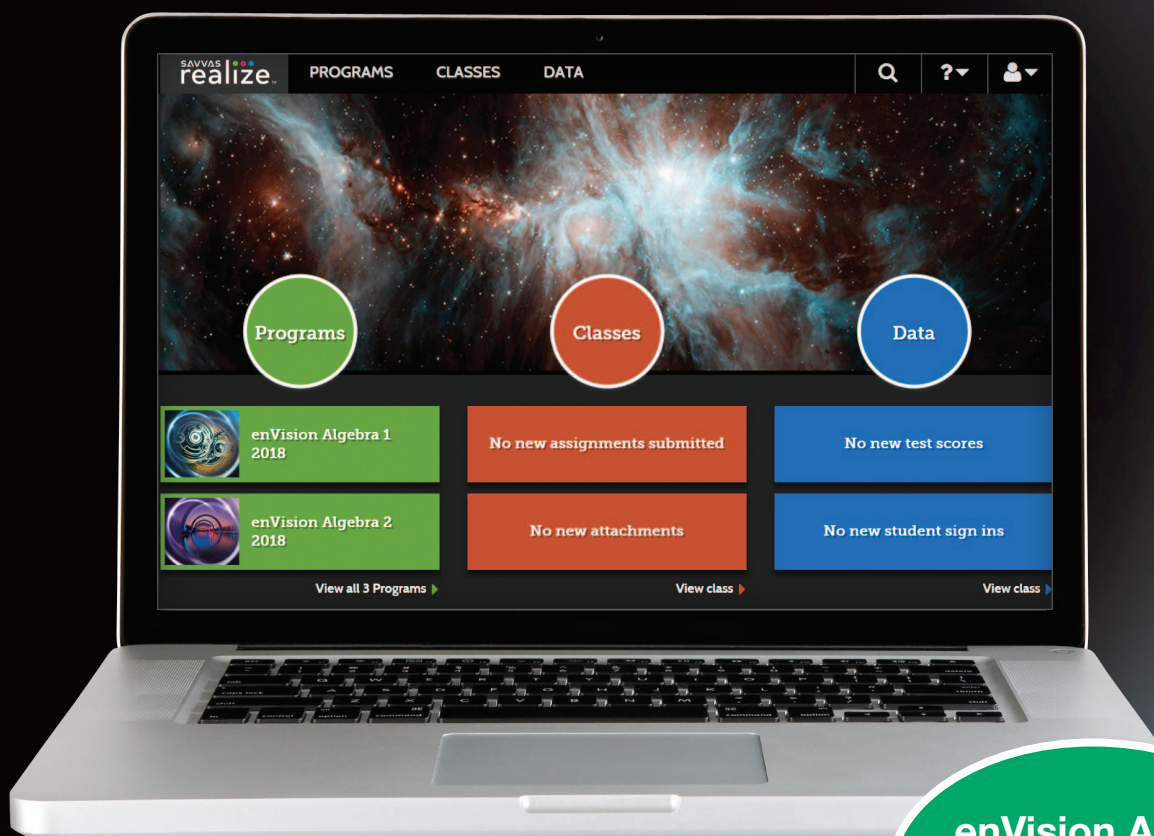 SAVVAS
realize™
PROGRAMS CLASSES DATA ?
Programs
Classes
Data
enVision Algebra 1
2018
No new assignments submitted
No new test scores
enVision Algebra 2
2018
No new attachments
No new student sign ins
View all 3 Programs
View class
View class
enVision A